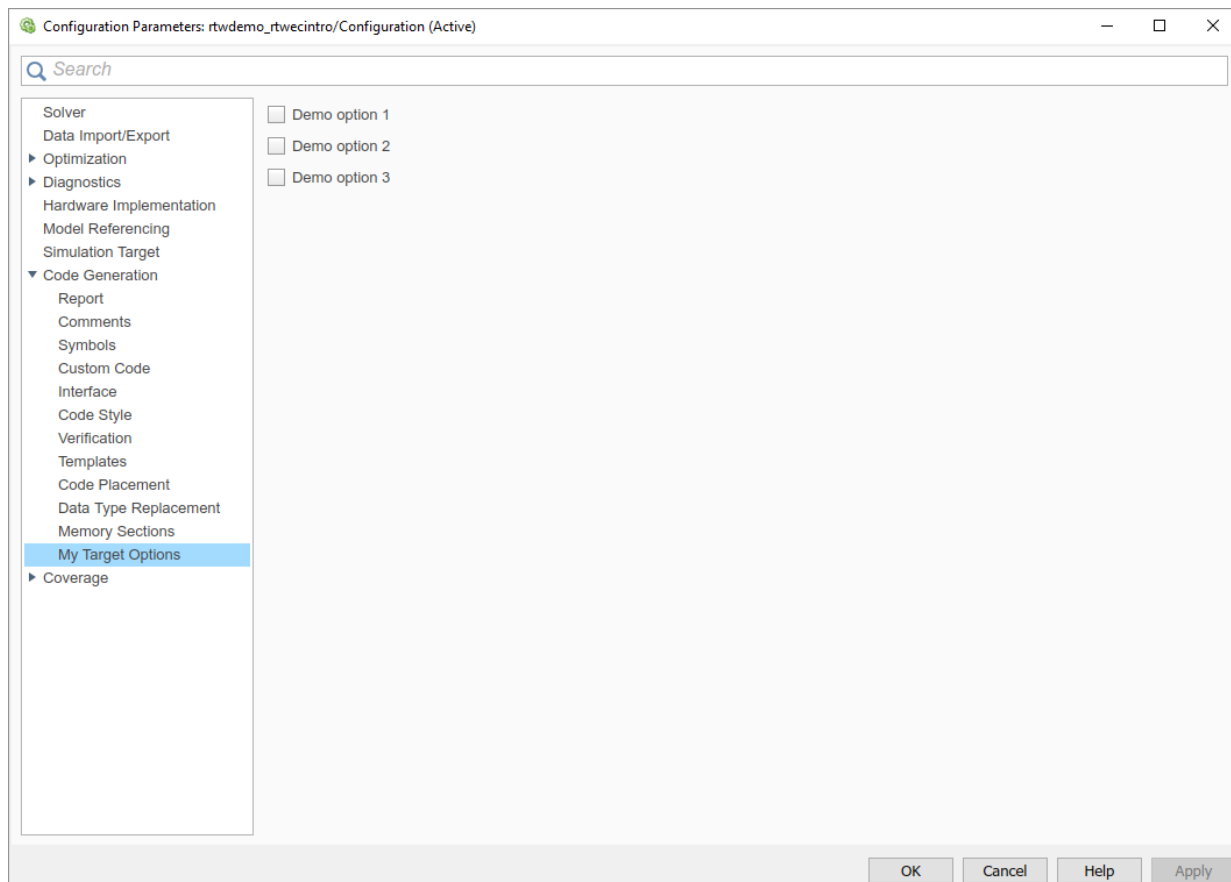 Configuration Parameters: rtwdemo_rtwecintro/Configuration (Active)
Search
Solver
Data Import/Export
Optimization
Diagnostics
Hardware Implementation
Model Referencing
Simulation Target
Code Generation
Report
Comments
Symbols
Custom Code
Interface
Code Style
Verification
Templates
Code Placement
Data Type Replacement
Memory Sections
My Target Options
Coverage
Demo option 1
Demo option 2
Demo option 3
OK Cancel Help Apply